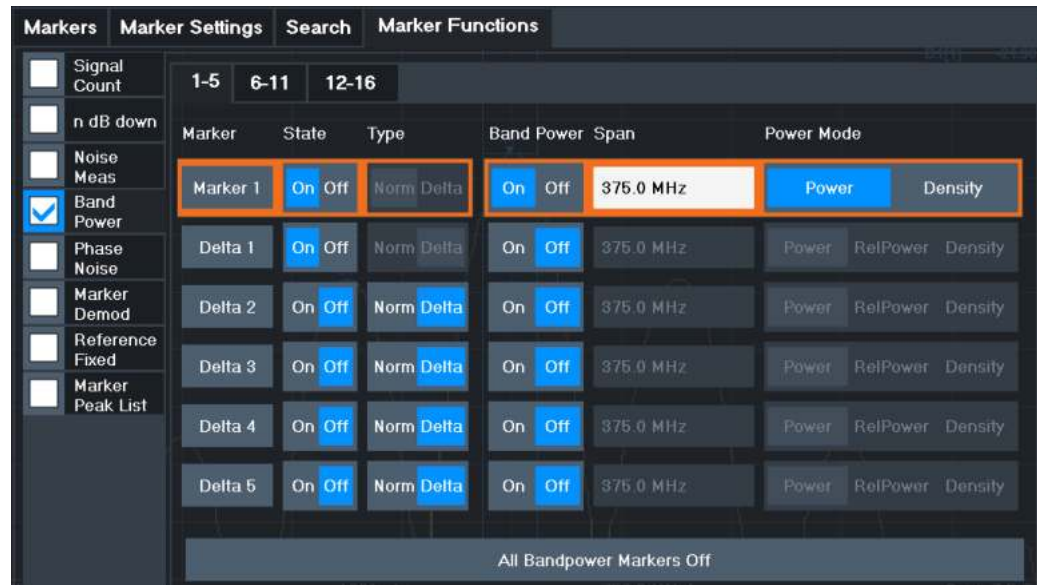 Markers Marker Settings Search Marker Functions
Signal Count
n dB down
Noise Meas
Band Power
Phase Noise
Marker Demod
Reference Fixed
Marker Peak List
1-5 6-11 12-16
Marker State Type Band Power Span Power Mode
Marker 1 On Off Norm Delta On Off 375.0 MHz Power Density
Delta 1 On Off Norm Delta On Off 375.0 MHz Power RelPower Density
Delta 2 On Off Norm Delta On Off 375.0 MHz Power RelPower Density
Delta 3 On Off Norm Delta On Off 375.0 MHz Power RelPower Density
Delta 4 On Off Norm Delta On Off 375.0 MHz Power RelPower Density
Delta 5 On Off Norm Delta On Off 375.0 MHz Power RelPower Density
All Bandpower Markers Off